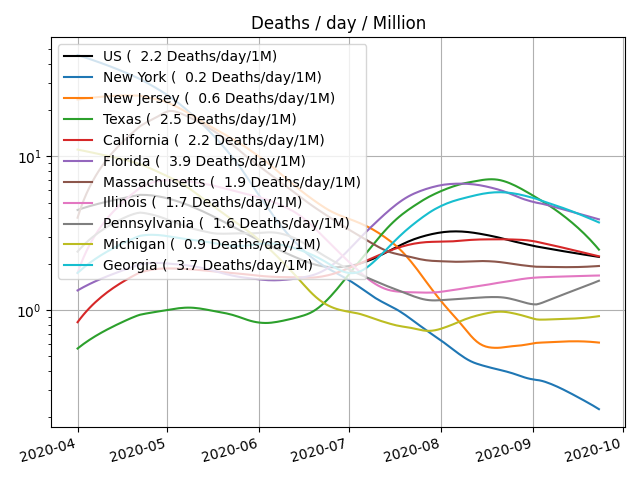 Deaths / day / Million
US (  2.2 Deaths/day/1M)
New York (  0.2 Deaths/day/1M)
New Jersey (  0.6 Deaths/day/1M)
Texas (  2.5 Deaths/day/1M)
California (  2.2 Deaths/day/1M)
Florida (  3.9 Deaths/day/1M)
Massachusetts (  1.9 Deaths/day/1M)
Illinois (  1.7 Deaths/day/1M)
Pennsylvania (  1.6 Deaths/day/1M)
Michigan (  0.9 Deaths/day/1M)
Georgia (  3.7 Deaths/day/1M)
10¹
10⁰
2020-04 2020-05 2020-06 2020-07 2020-08 2020-09 2020-10